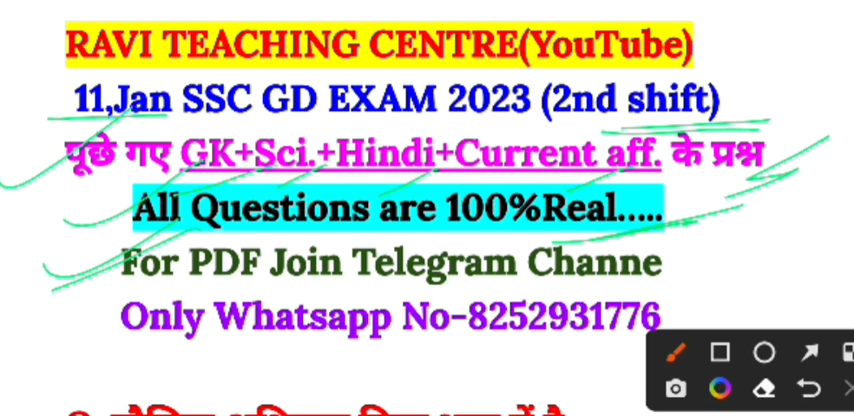 RAVI TEACHING CENTRE(YouTube)
11,Jan SSC GD EXAM 2023 (2nd shift)
पूछे गए GK+Sci.+Hindi+Current aff. के प्रश्न
All Questions are 100%Real.....
For PDF Join Telegram Channe
Only Whatsapp No-8252931776